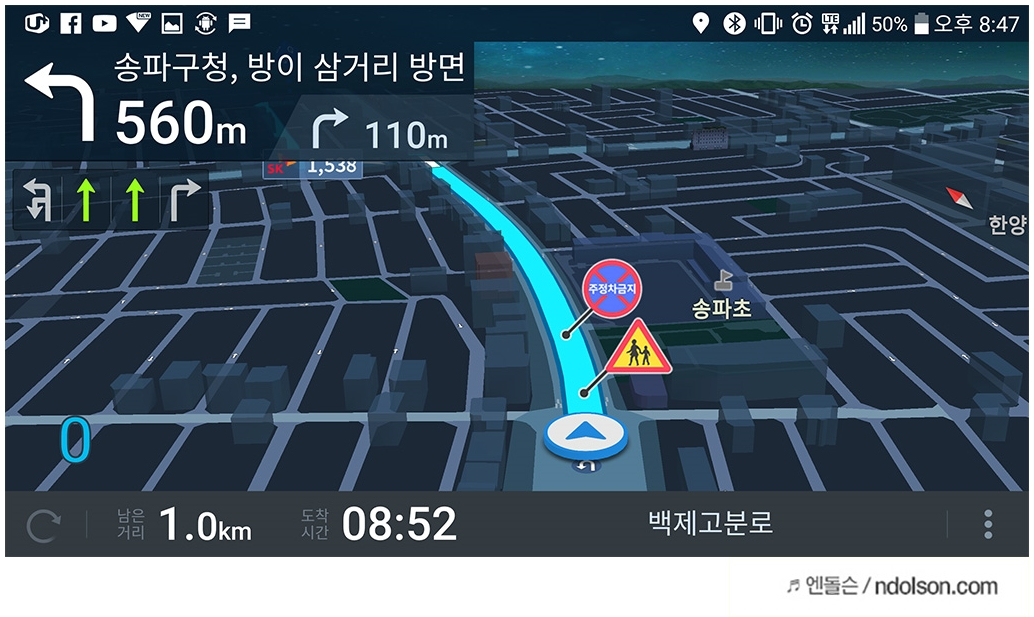 LTE 50% 오후 8:47
송파구청, 방이 삼거리 방면
560m
110m
SK 1,538
한양
주정차금지
송파초
0
남은 거리 1.0km
도착 시간 08:52
백제고분로
엔돌슨 / ndolson.com